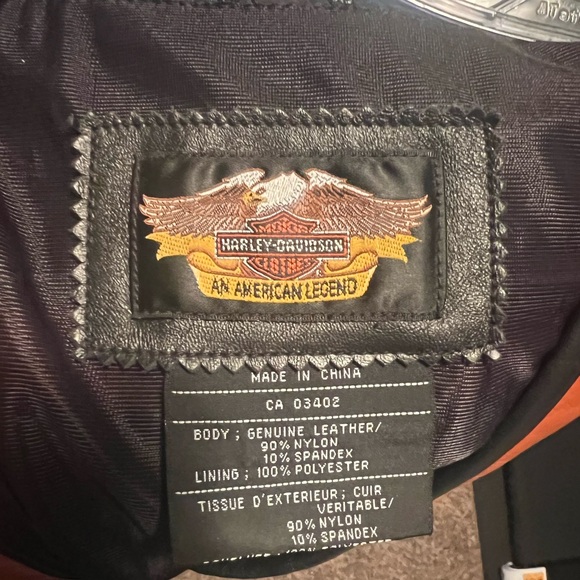 HARLEY-DAVIDSON
AN AMERICAN LEGEND
MADE IN CHINA
CA 03402
BODY ; GENUINE LEATHER/
90% NYLON
10% SPANDEX
LINING ; 100% POLYESTER
TISSUE D'EXTERIEUR; CUIR
VERITABLE/
90% NYLON
10% SPANDEX